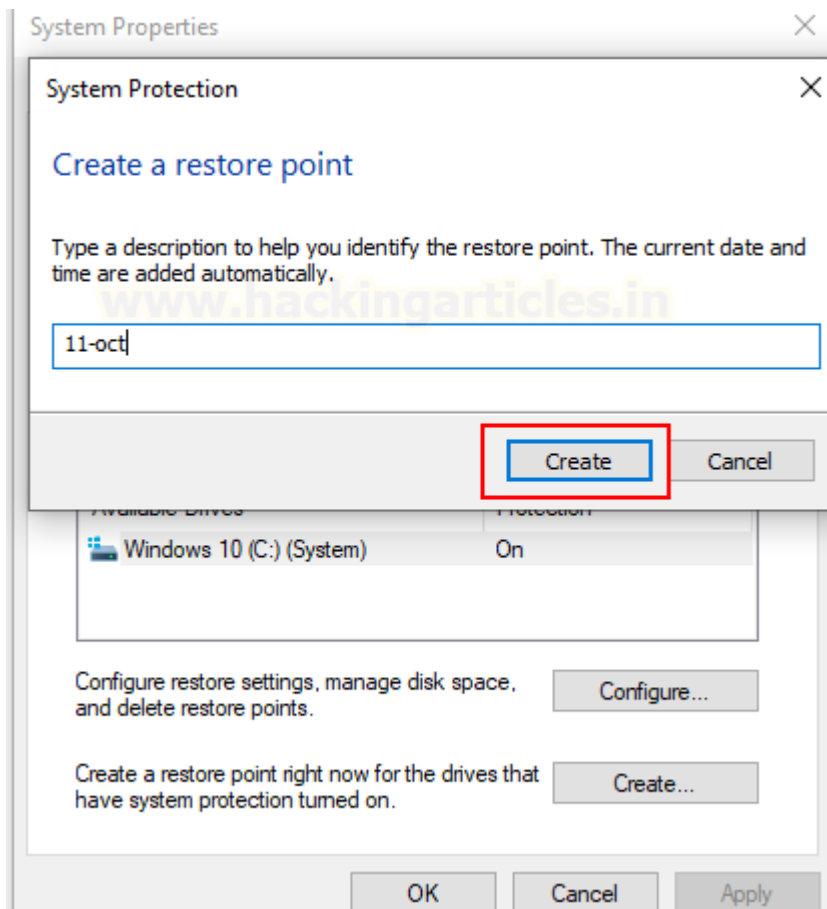 System Properties
System Protection
Create a restore point
Type a description to help you identify the restore point. The current date and
time are added automatically.
www.hackingarticles.in
11-oct
Create
Cancel
Available Drives
Protection
Windows 10 (C:) (System)
On
Configure restore settings, manage disk space,
and delete restore points.
Configure...
Create a restore point right now for the drives that
have system protection turned on.
Create...
OK
Cancel
Apply